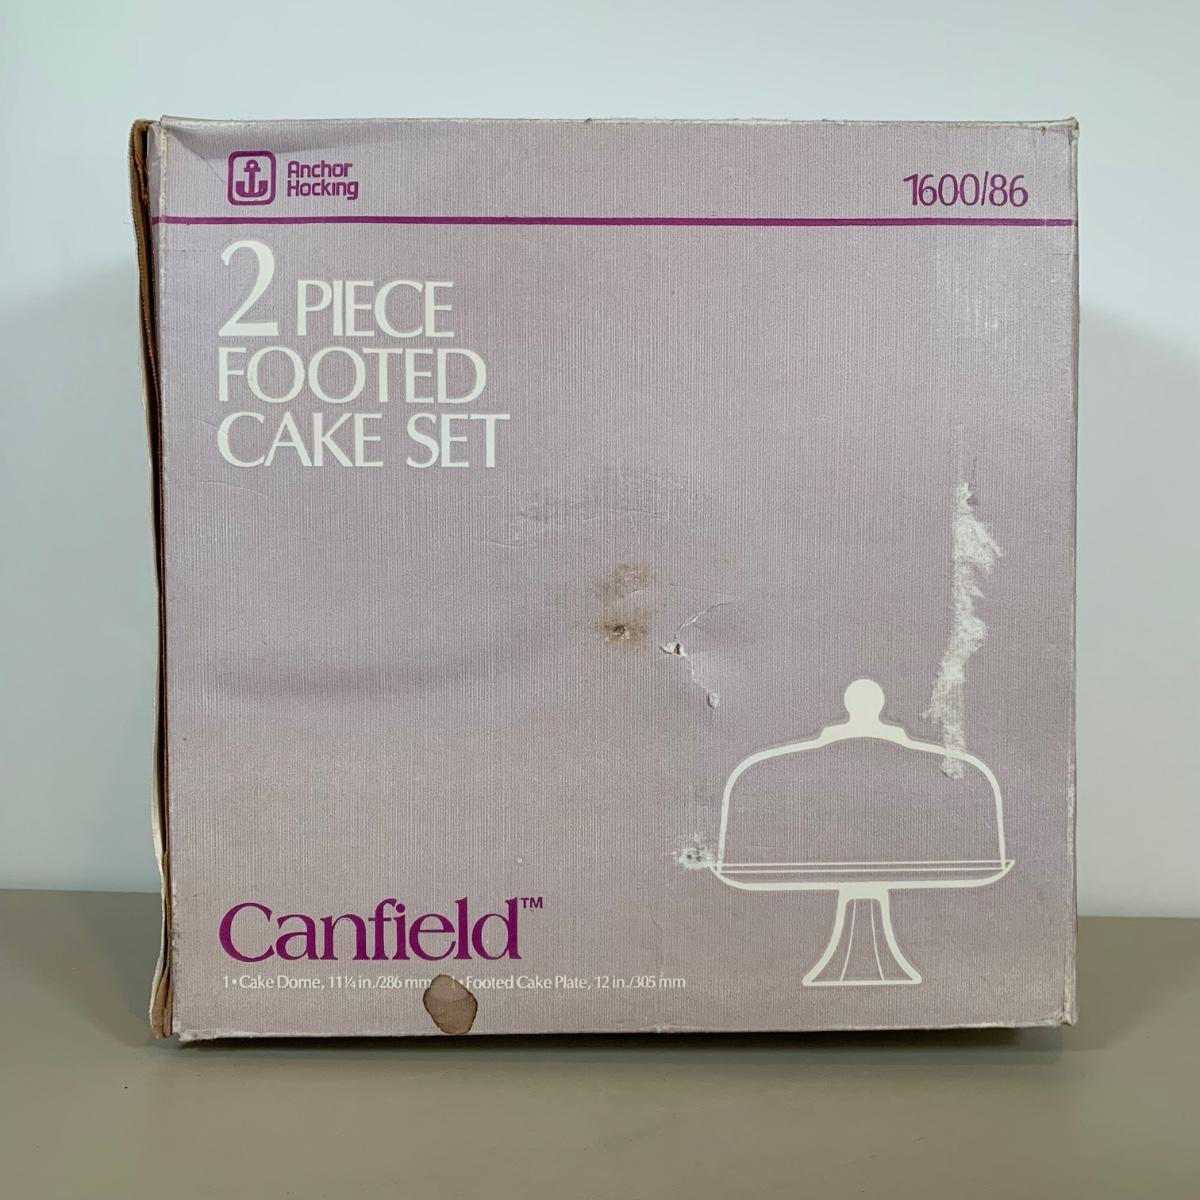 Anchor
Hocking
1600/86
2 PIECE
FOOTED
CAKE SET
Canfield™
1 • Cake Dome, 11¼ in./286 mm • Footed Cake Plate, 12 in./305 mm